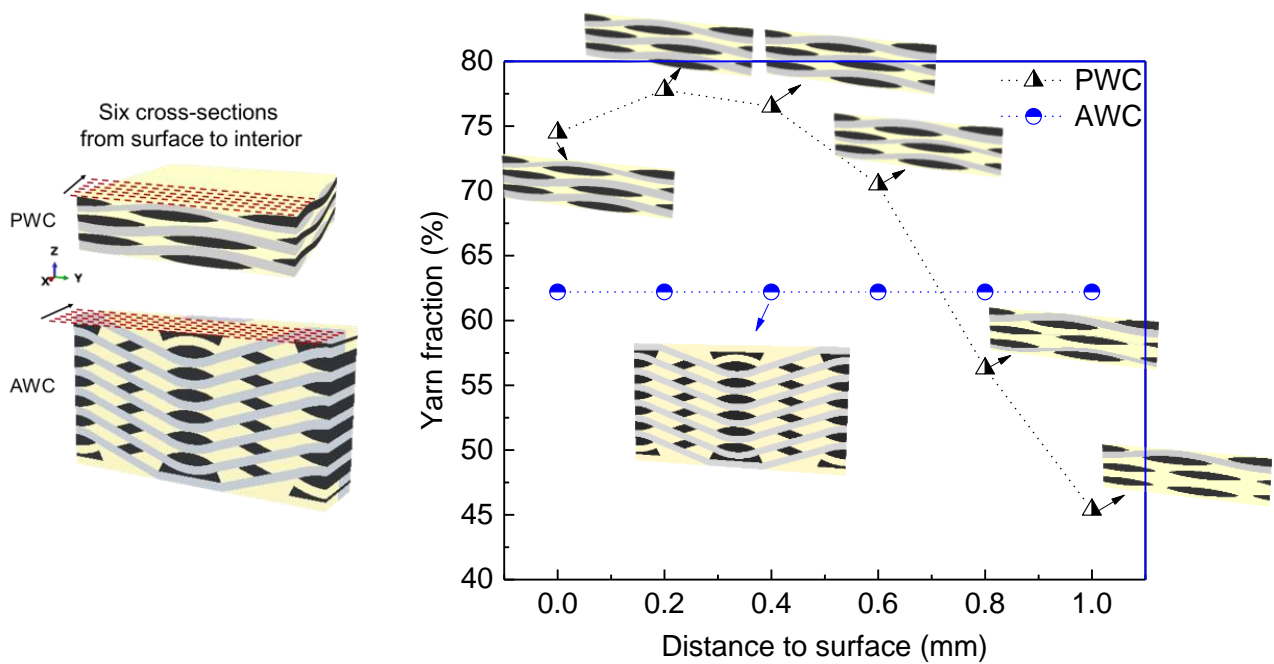 Six cross-sections
from surface to interior
PWC
Z
X
Y
AWC
Yarn fraction (%)
80
75
70
65
60
55
50
45
40
PWC
AWC
0.0
0.2
0.4
0.6
0.8
1.0
Distance to surface (mm)